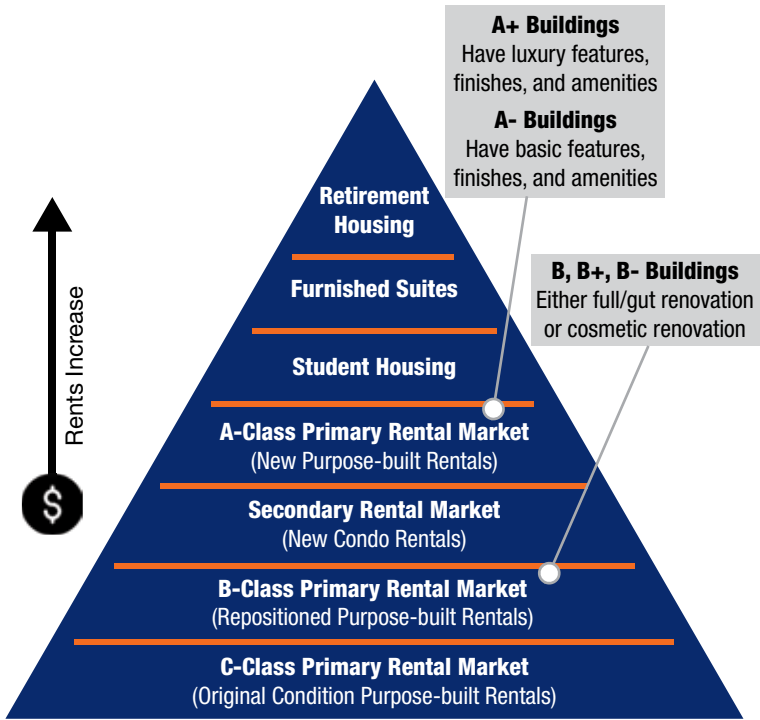 A+ Buildings
Have luxury features,
finishes, and amenities
A- Buildings
Have basic features,
finishes, and amenities
B, B+, B- Buildings
Either full/gut renovation
or cosmetic renovation
Rents Increase
$
Retirement
Housing
Furnished Suites
Student Housing
A-Class Primary Rental Market
(New Purpose-built Rentals)
Secondary Rental Market
(New Condo Rentals)
B-Class Primary Rental Market
(Repositioned Purpose-built Rentals)
C-Class Primary Rental Market
(Original Condition Purpose-built Rentals)